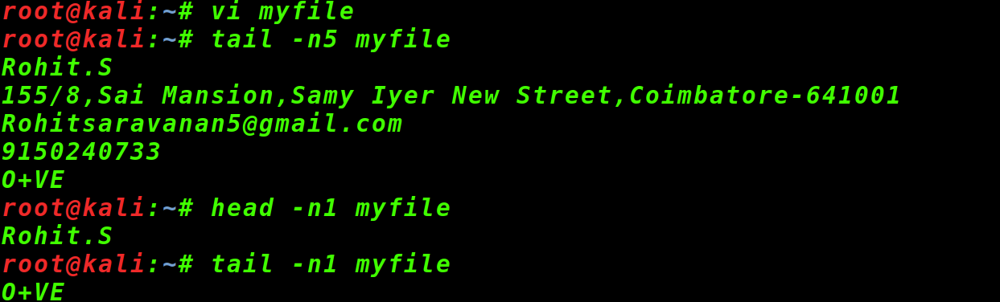 root@kali:~# vi myfile
root@kali:~# tail -n5 myfile
Rohit.S
155/8,Sai Mansion,Samy Iyer New Street,Coimbatore-641001
Rohitsaravanan5@gmail.com
9150240733
O+VE
root@kali:~# head -n1 myfile
Rohit.S
root@kali:~# tail -n1 myfile
O+VE